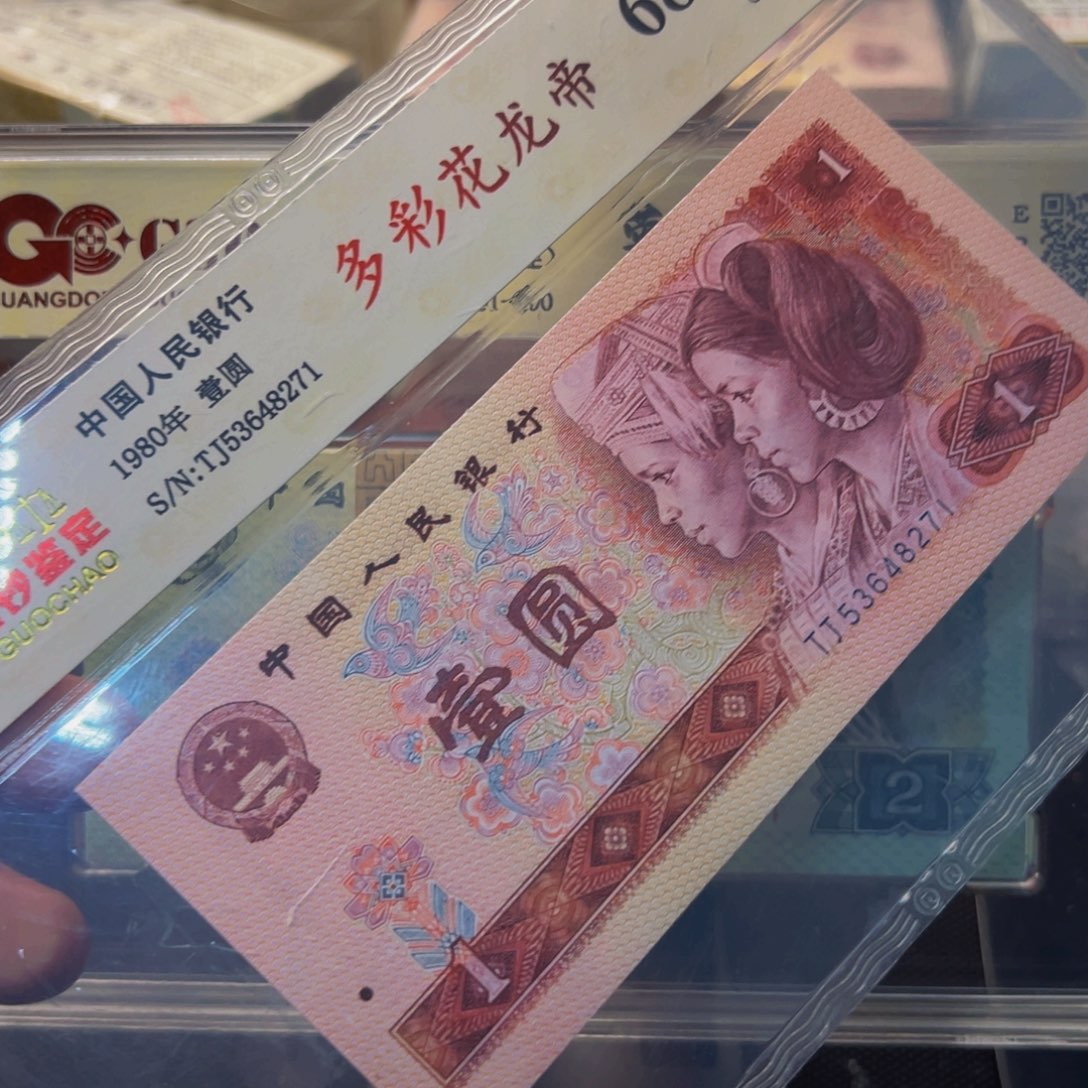 多彩花龙帝
中国人民银行
1980年 壹圆
S/N:TJ53648271
鉴定
GUOCHAO
中国人民银行
壹圆
TJ53648271
1
1
1
2